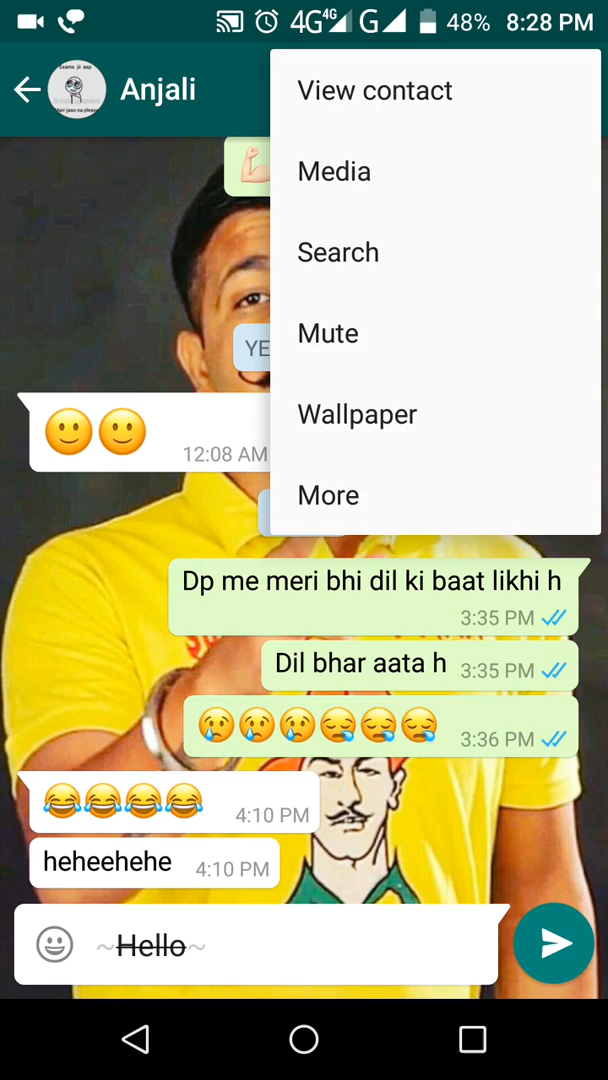 4G 4G G 48% 8:28 PM
Anjali
View contact
Media
Search
Mute
Wallpaper
More
YE
🙂🙂 12:08 AM
Dp me meri bhi dil ki baat likhi h
3:35 PM
Dil bhar aata h 3:35 PM
😢😢😢😪😪😪 3:36 PM
😂😂😂😂 4:10 PM
heheehehe 4:10 PM
~Hello~